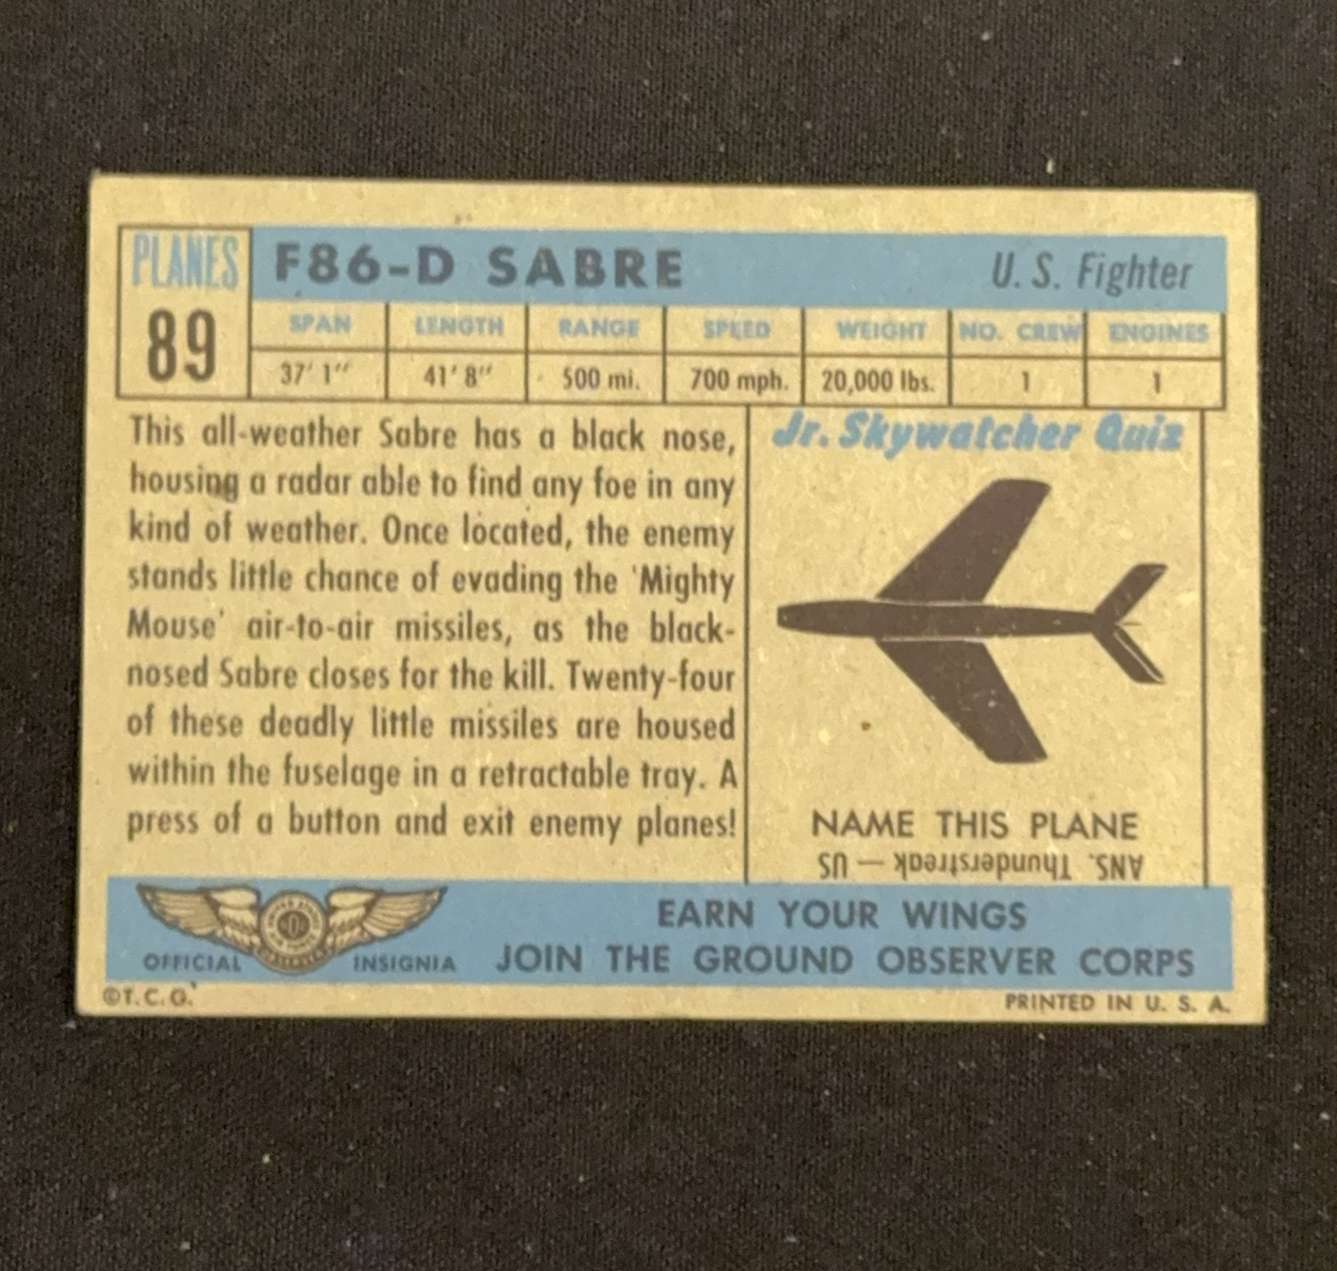 PLANES
89
F86-D SABRE
U. S. Fighter
SPAN LENGTH RANGE SPEED WEIGHT NO. CREW ENGINES
37' 1" 41' 8" 500 mi. 700 mph. 20,000 lbs. 1 1
This all-weather Sabre has a black nose,
housing a radar able to find any foe in any
kind of weather. Once located, the enemy
stands little chance of evading the 'Mighty
Mouse' air-to-air missiles, as the black-
nosed Sabre closes for the kill. Twenty-four
of these deadly little missiles are housed
within the fuselage in a retractable tray. A
press of a button and exit enemy planes!
Jr. Skywatcher Quiz
NAME THIS PLANE
ANS. Thunderstreak — US
OFFICIAL INSIGNIA
EARN YOUR WINGS
JOIN THE GROUND OBSERVER CORPS
©T.C.G.
PRINTED IN U. S. A.